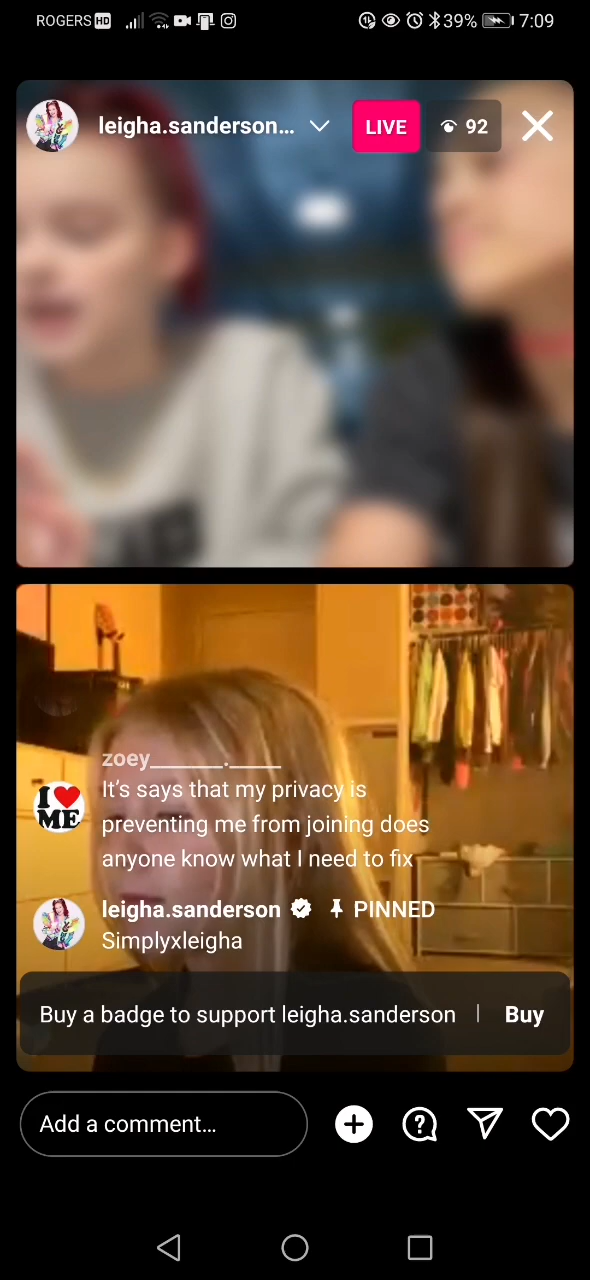 ROGERS HD 39% 7:09
leigha.sanderson... LIVE 92
zoey_______._____
I ME
It's says that my privacy is
preventing me from joining does
anyone know what I need to fix
leigha.sanderson PINNED
Simplyxleigha
Buy a badge to support leigha.sanderson | Buy
Add a comment...